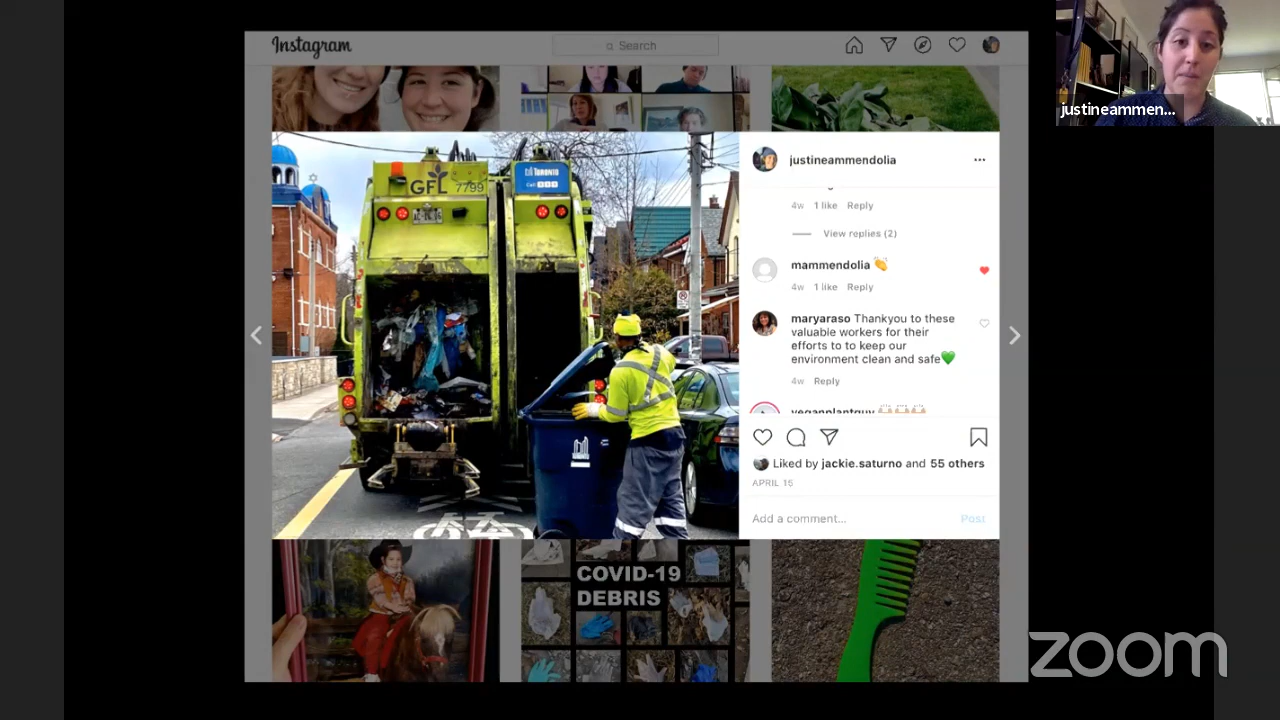 Instagram
Search
justineammen...
GFL 7799
TORONTO
justineammendolia
4w 1 like Reply
View replies (2)
mammendolia 👏
4w 1 like Reply
maryaraso Thankyou to these
valuable workers for their
efforts to to keep our
environment clean and safe💚
4w Reply
veganplantguy
Liked by jackie.saturno and 55 others
APRIL 15
Add a comment...
Post
COVID-19
DEBRIS
zoom